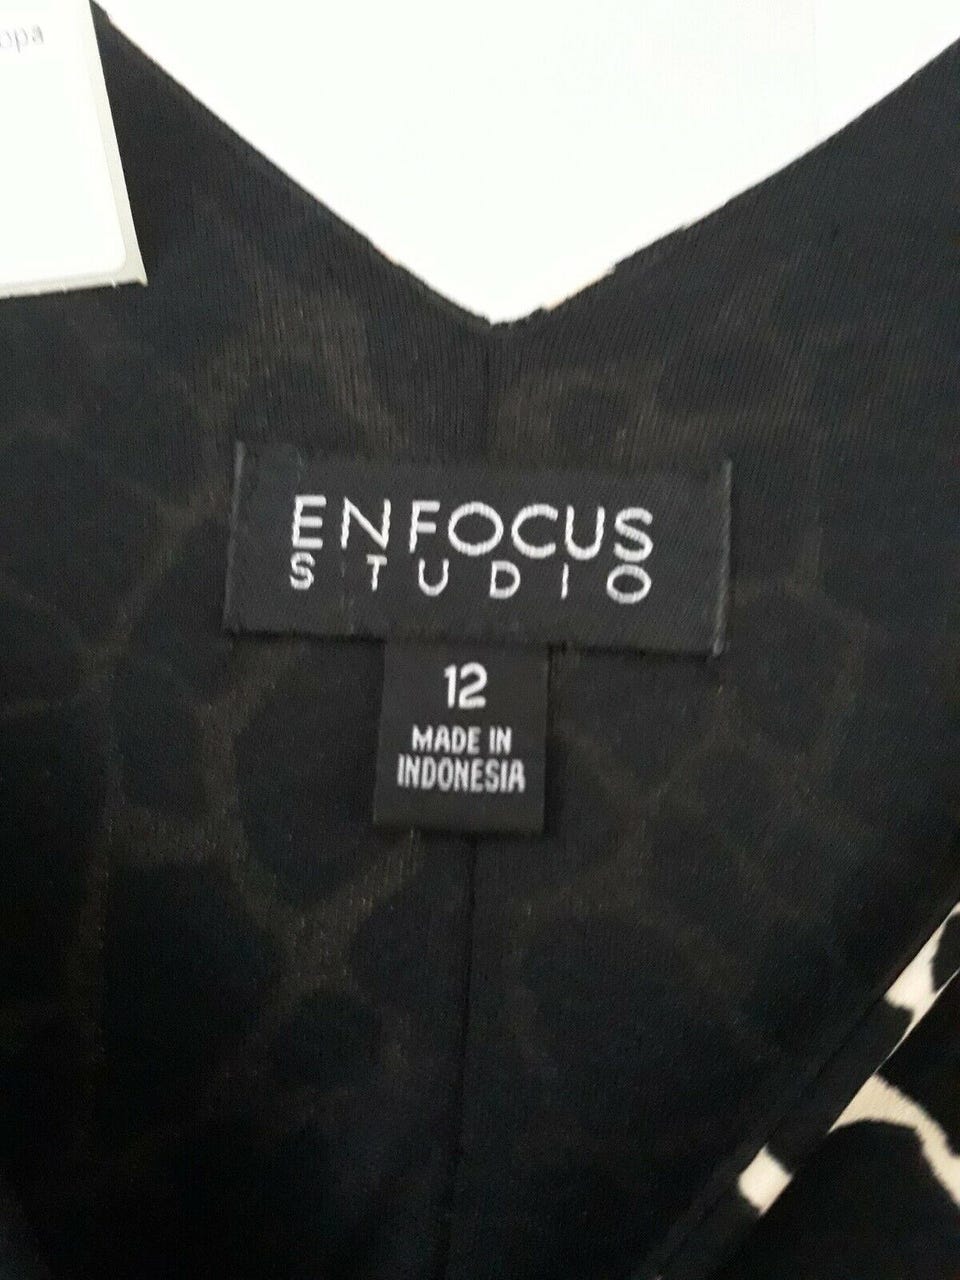 ENFOCUS
STUDIO
12
MADE IN
INDONESIA